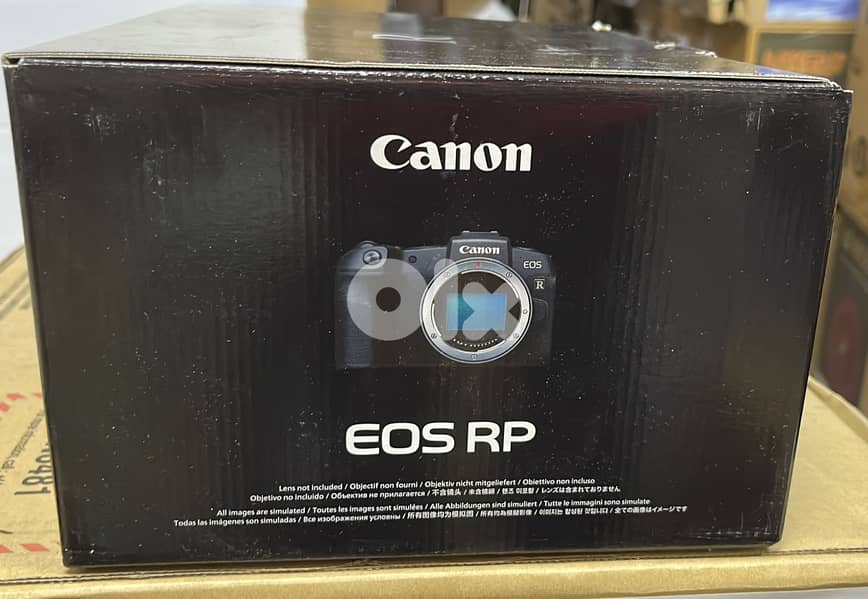 Canon
Canon
EOS
R
olx
EOS RP
Lens not included / Objectif non fourni / Objektiv nicht mitgeliefert / Obiettivo non incluso
Objetivo no incluido / Объектив не прилагается / 不含镜头 / 未含鏡頭 / 렌즈 미포함 / レンズは含まれておりません
All images are simulated / Toutes les images sont simulées / Alle Abbildungen sind simuliert / Tutte le immagini sono simulate
Todas las imágenes son simuladas / Все изображения условны / 所有图像均为模拟图 / 所有均為模擬影像 / 이미지는 합성된 것입니다 / 全ての画像はイメージです